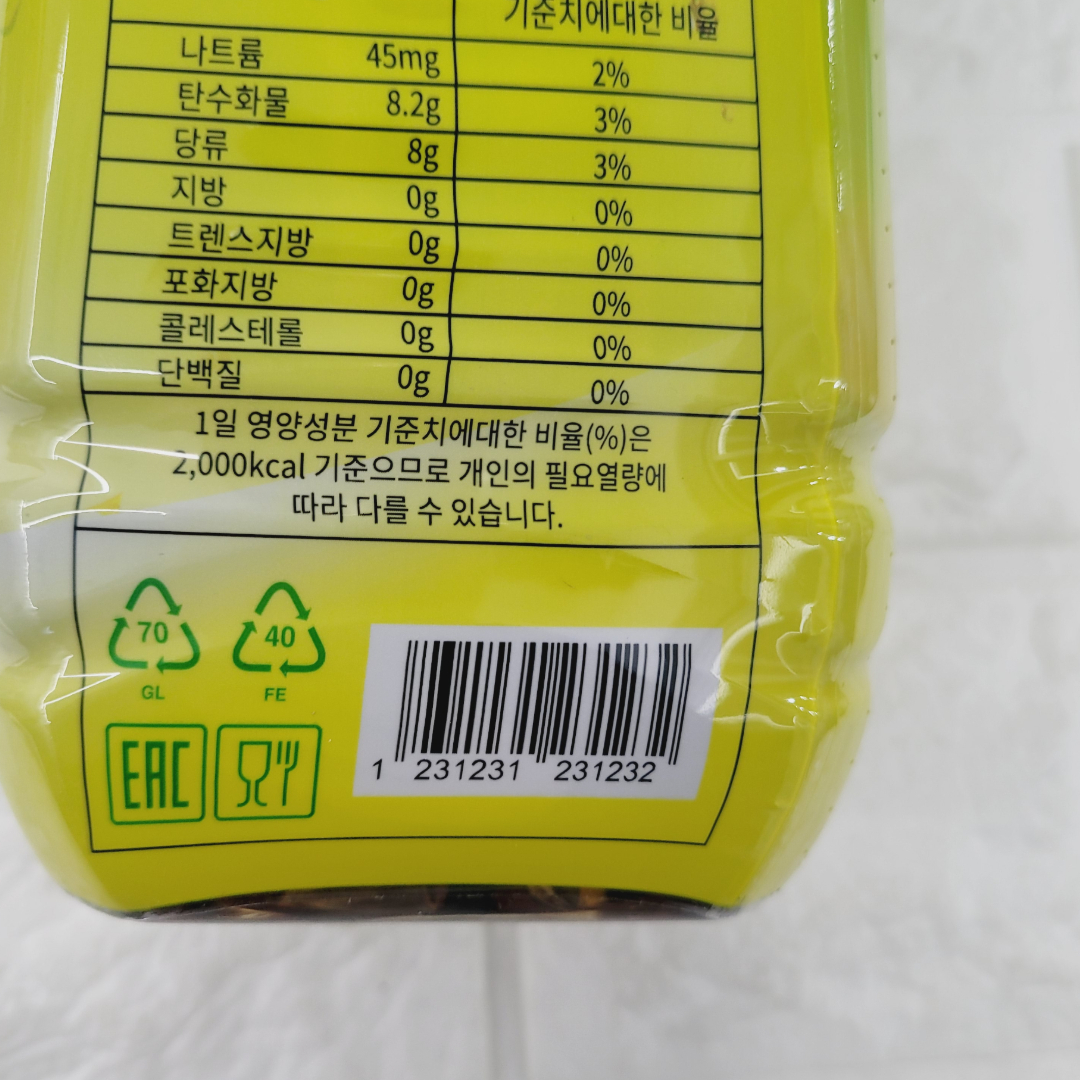 기준치에대한 비율
나트륨 45mg 2%
탄수화물 8.2g 3%
당류 8g 3%
지방 0g 0%
트렌스지방 0g 0%
포화지방 0g 0%
콜레스테롤 0g 0%
단백질 0g 0%
1일 영양성분 기준치에대한 비율(%)은
2,000kcal 기준으므로 개인의 필요열량에
따라 다를 수 있습니다.
70 40
GL FE
EAC
1 231231 231232